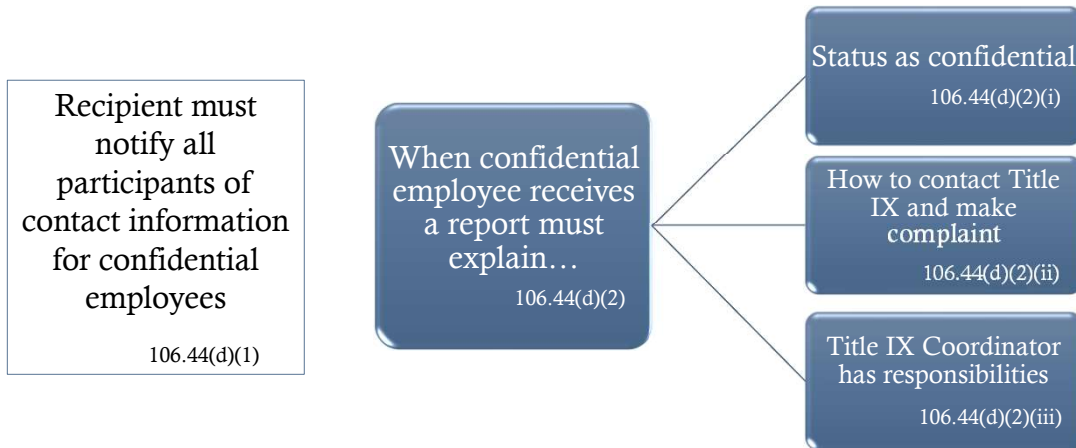 Recipient must
notify all
participants of
contact information
for confidential
employees
106.44(d)(1)
When confidential
employee receives
a report must
explain…
106.44(d)(2)
Status as confidential
106.44(d)(2)(i)
How to contact Title
IX and make
complaint
106.44(d)(2)(ii)
Title IX Coordinator
has responsibilities
106.44(d)(2)(iii)